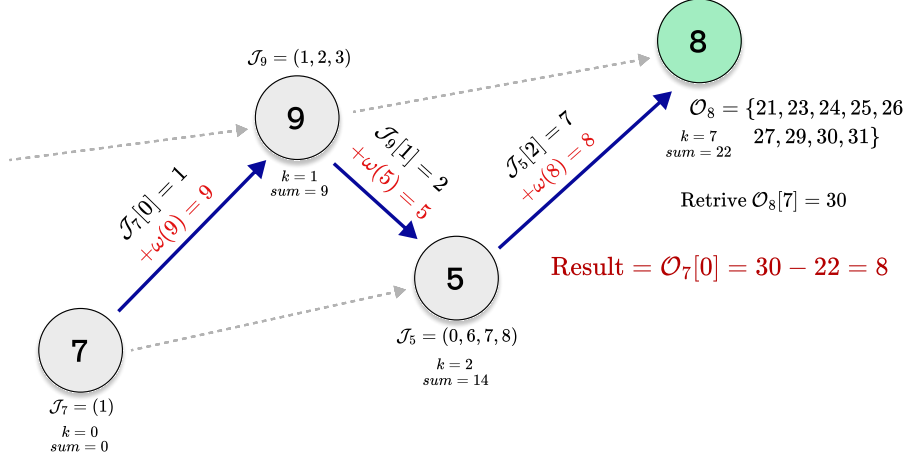 8
𝒥₉ = (1, 2, 3)
9
k = 1
sum = 9
𝒥₉[1] = 2
+ω(5) = 5
𝒥₅[2] = 7
+ω(8) = 8
𝒪₈ = {21, 23, 24, 25, 26
27, 29, 30, 31}
k = 7
sum = 22
𝒥₇[0] = 1
+ω(9) = 9
Retrive 𝒪₈[7] = 30
Result = 𝒪₇[0] = 30 − 22 = 8
5
𝒥₅ = (0, 6, 7, 8)
k = 2
sum = 14
7
𝒥₇ = (1)
k = 0
sum = 0